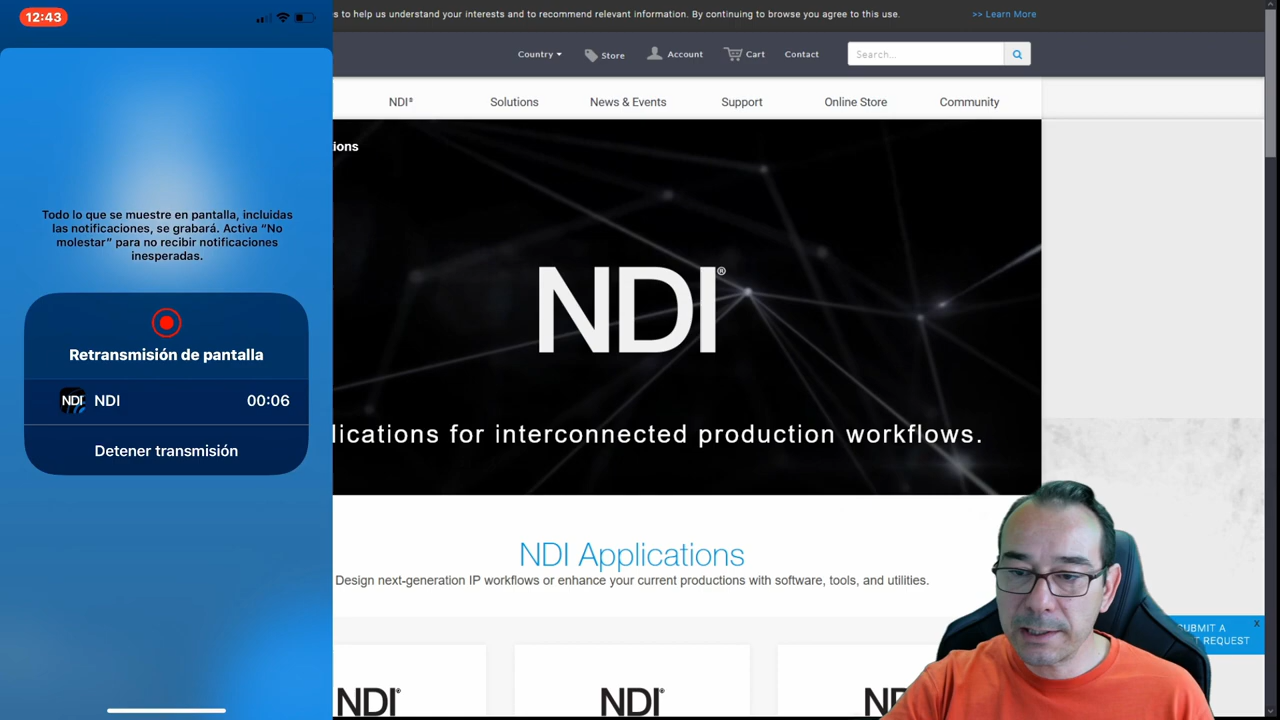 12:43
Todo lo que se muestre en pantalla, incluidas
las notificaciones, se grabará. Activa “No
molestar” para no recibir notificaciones
inesperadas.
Retransmisión de pantalla
NDI NDI 00:06
Detener transmisión
s to help us understand your interests and to recommend relevant information. By continuing to browse you agree to this use. >> Learn More
Country Store Account Cart Contact Search...
NDI® Solutions News & Events Support Online Store Community
ions
NDI®
lications for interconnected production workflows.
NDI Applications
Design next-generation IP workflows or enhance your current productions with software, tools, and utilities.
SUBMIT A X
REQUEST
NDI® NDI® ND